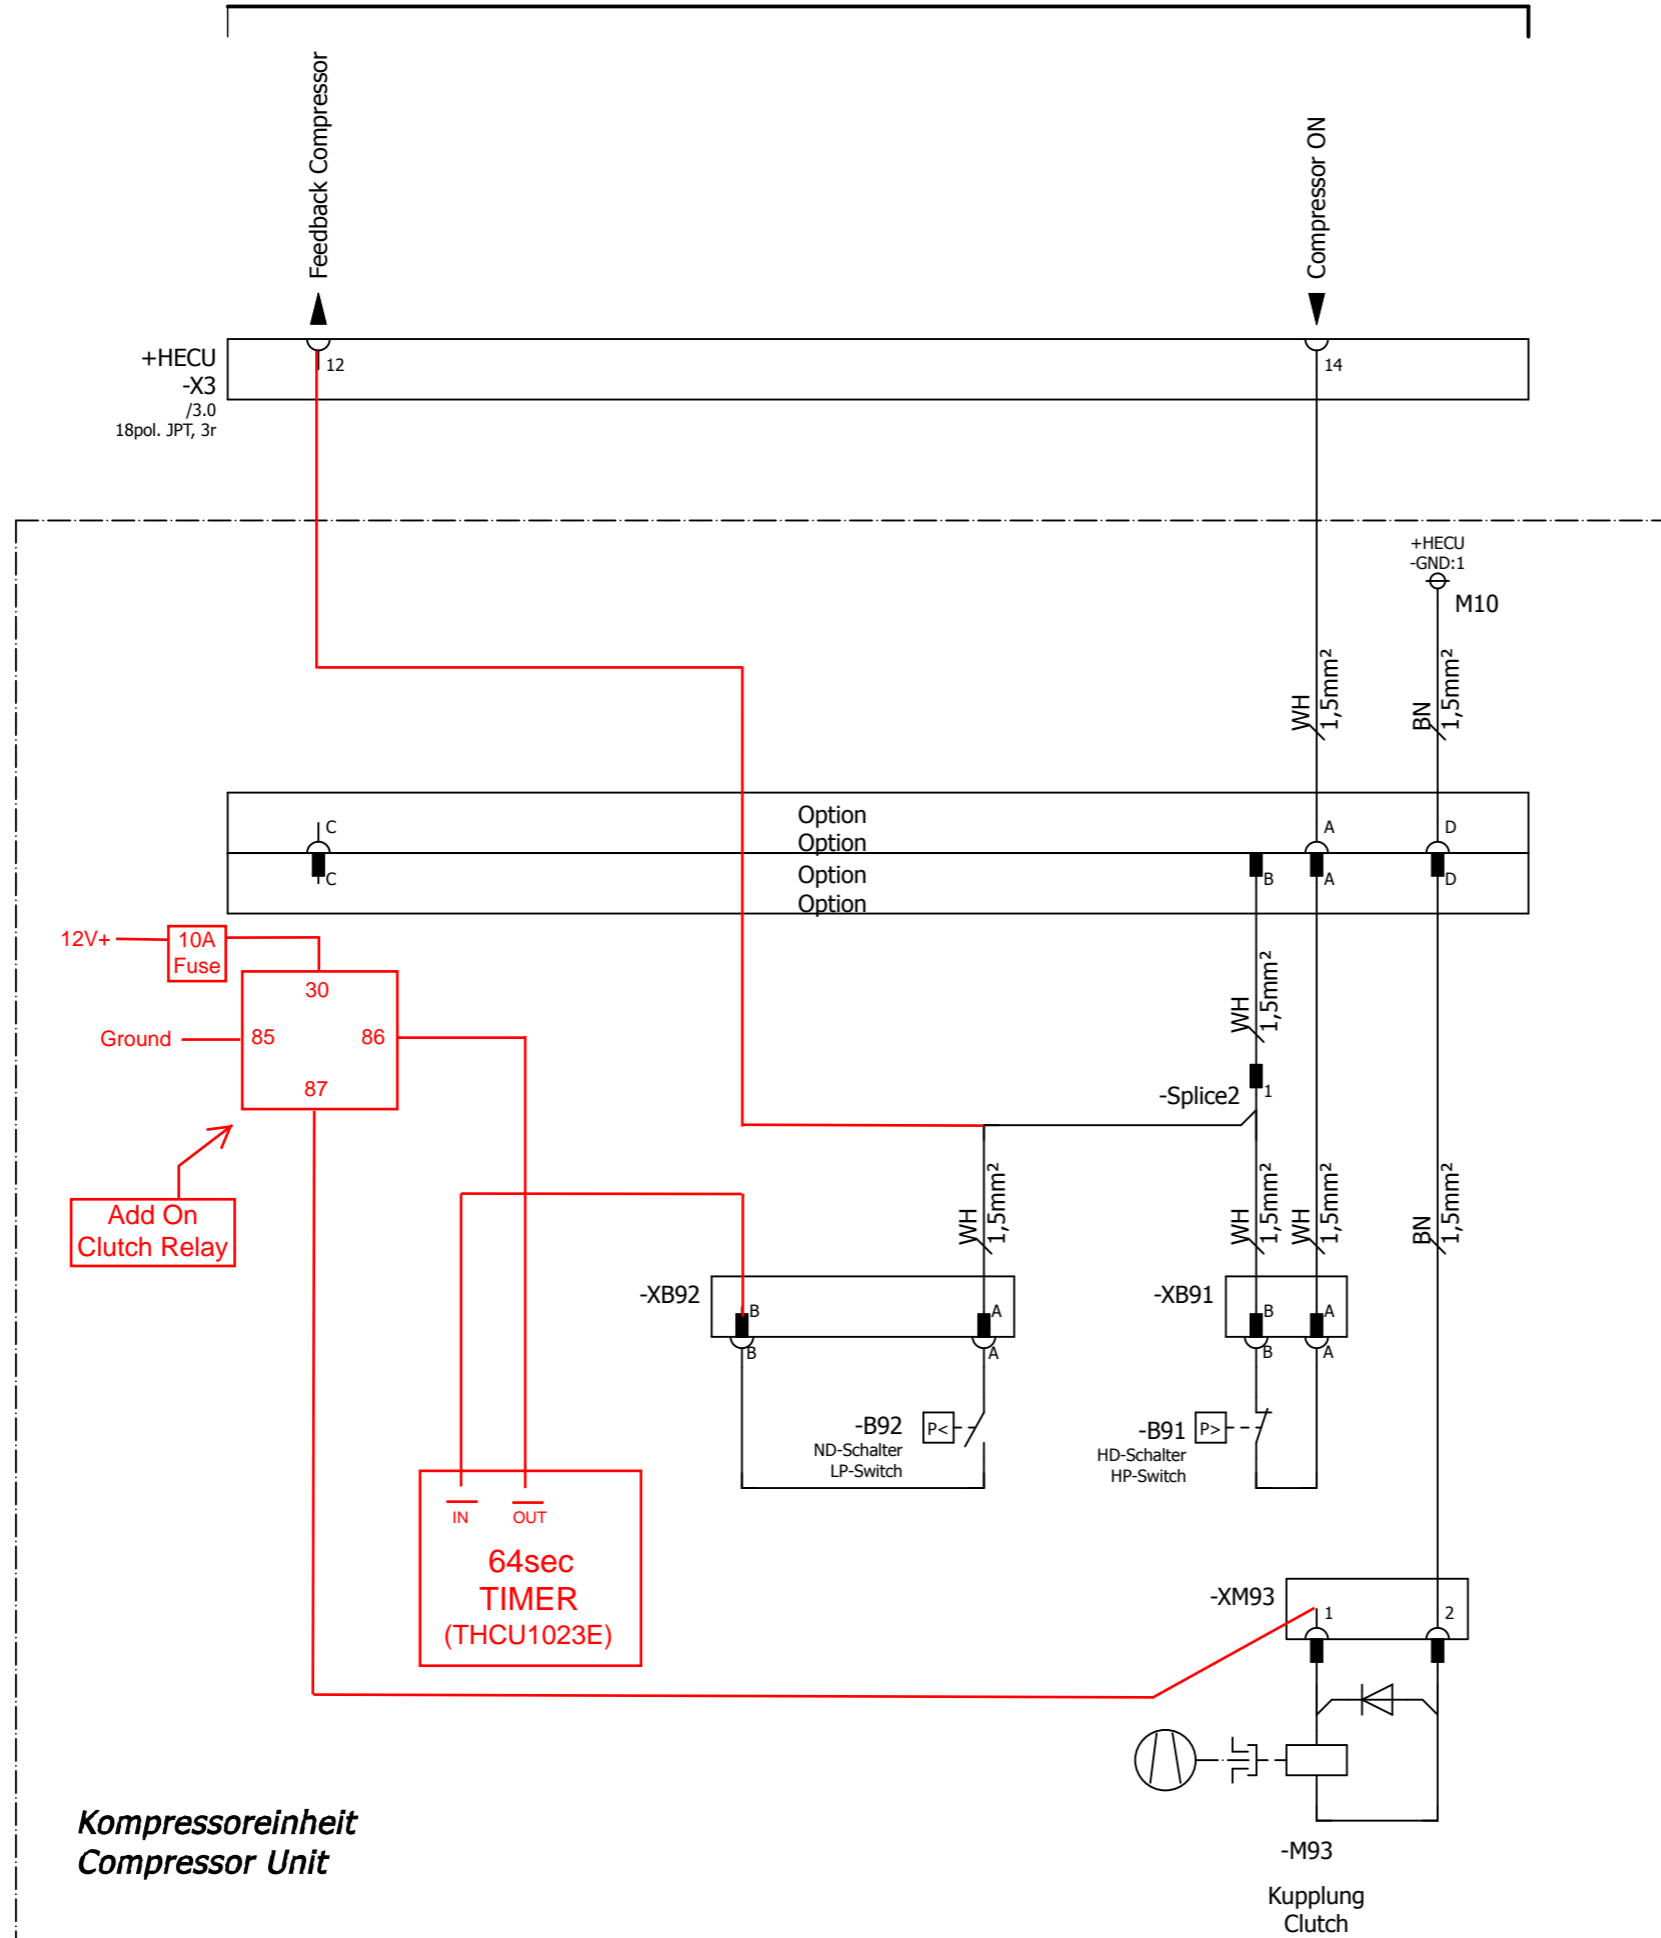 Feedback Compressor
Compressor ON
+HECU
-X3
/3.0
18pol. JPT, 3r
12
14
+HECU
-GND:1
M10
WH
1,5mm²
BN
1,5mm²
Option
Option
Option
Option
C
C
A
D
B
A
D
12V+
10A
Fuse
30
Ground
85
86
87
Add On
Clutch Relay
WH
1,5mm²
-Splice2
1
WH
1,5mm²
WH
1,5mm²
WH
1,5mm²
BN
1,5mm²
-XB92
B
A
B
A
-XB91
B
A
B
A
-B92
ND-Schalter
LP-Switch
P<
-B91
HD-Schalter
HP-Switch
P>
IN
OUT
64sec
TIMER
(THCU1023E)
-XM93
1
2
Kompressoreinheit
Compressor Unit
-M93
Kupplung
Clutch